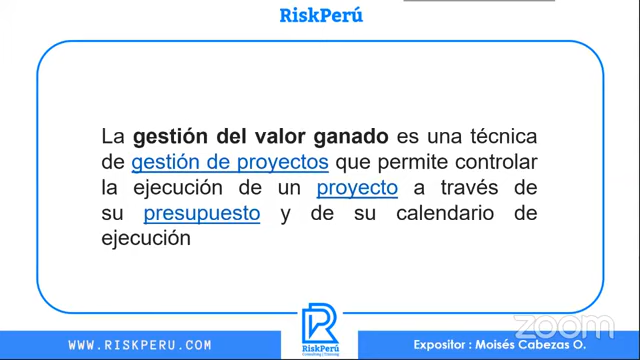 RiskPerú
La gestión del valor ganado es una técnica
de gestión de proyectos que permite controlar
la ejecución de un proyecto a través de
su presupuesto y de su calendario de
ejecución
zoom
RiskPerú
Consulting | Training
WWW.RISKPERU.COM
Expositor : Moisés Cabezas O.